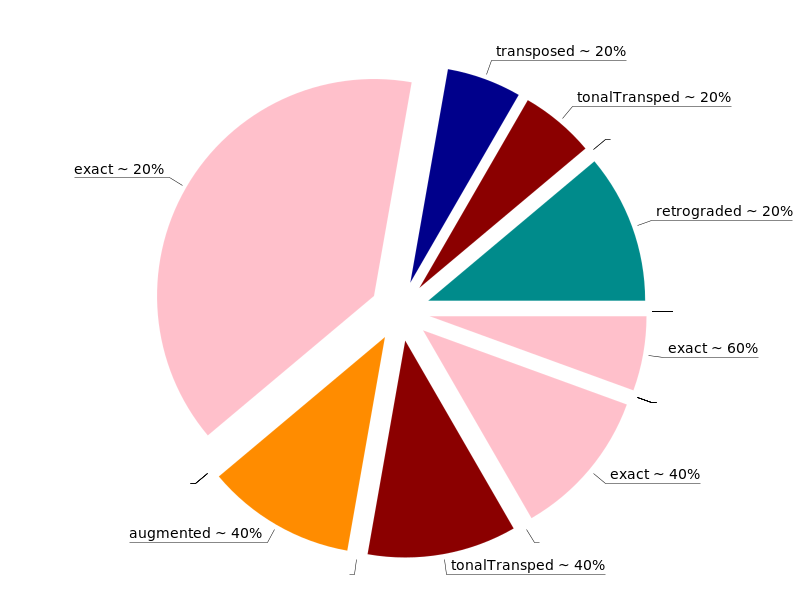 transposed ~ 20%
tonalTransped ~ 20%
exact ~ 20%
retrograded ~ 20%
exact ~ 60%
exact ~ 40%
augmented ~ 40%
tonalTransped ~ 40%